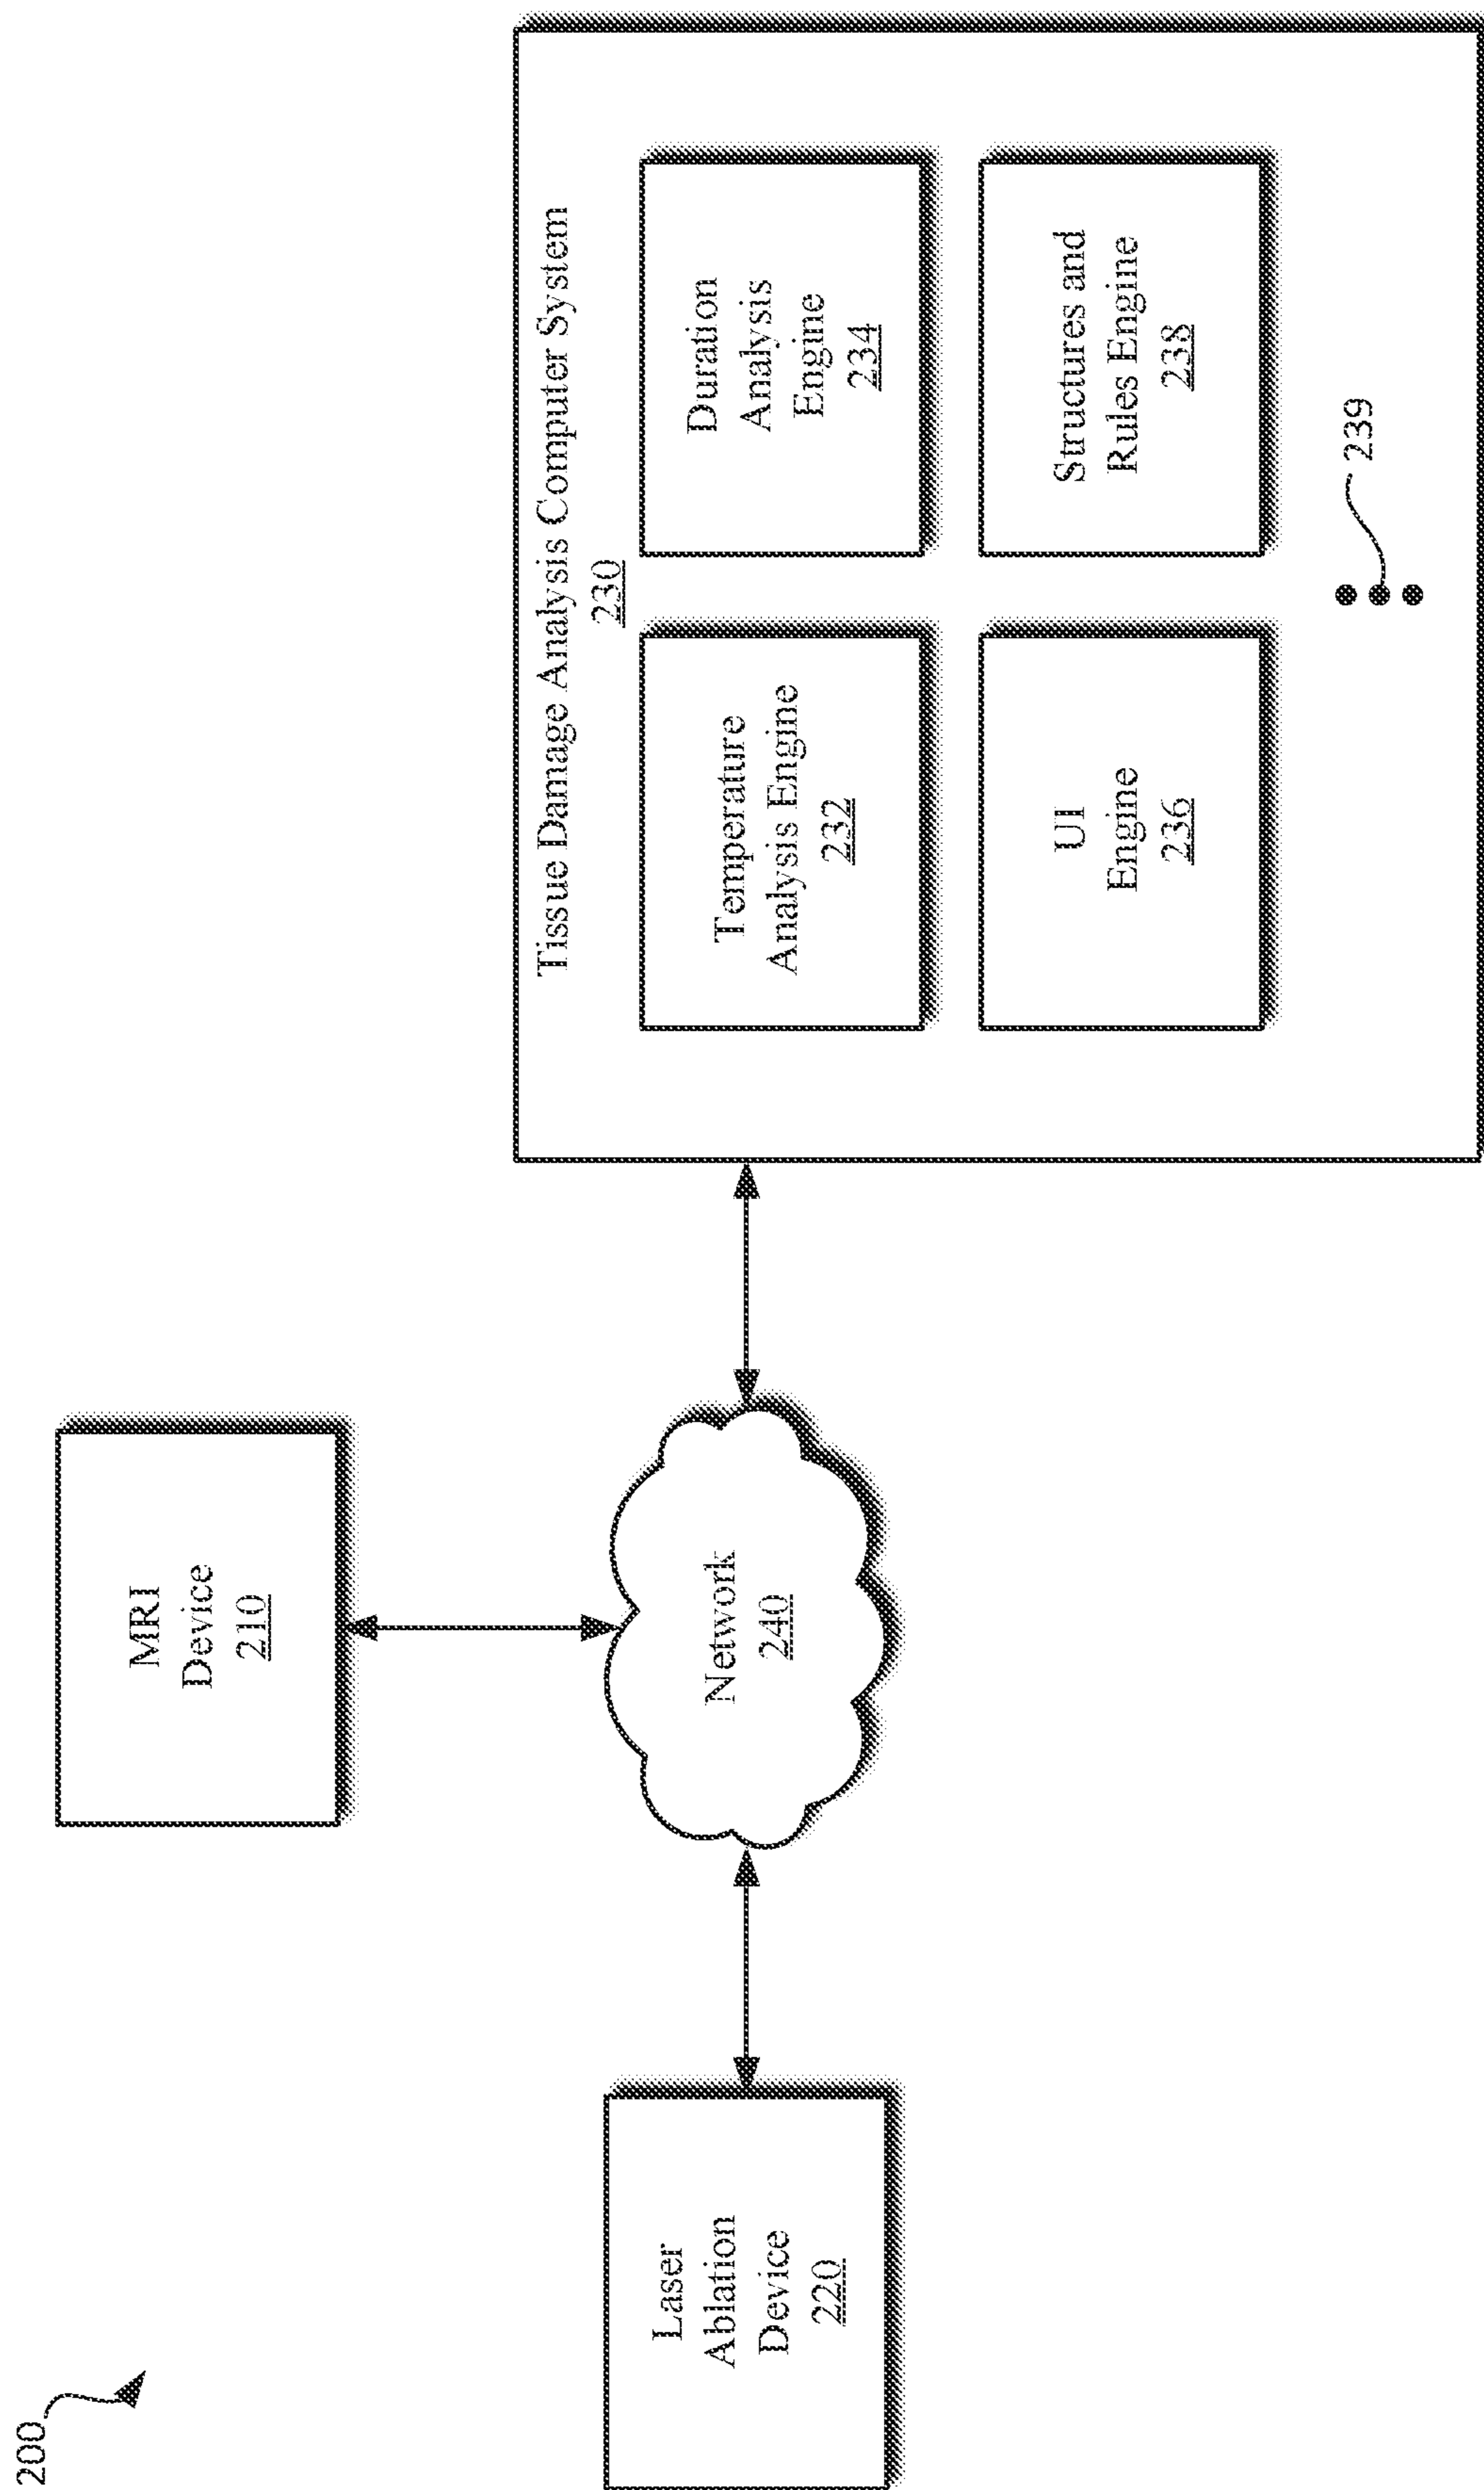 200
MRI
Device
210
Laser
Ablation
Device
220
Network
240
Tissue Damage Analysis Computer System
230
Temperature
Analysis Engine
232
Duration
Analysis
Engine
234
UI
Engine
236
Structures and
Rules Engine
238
239